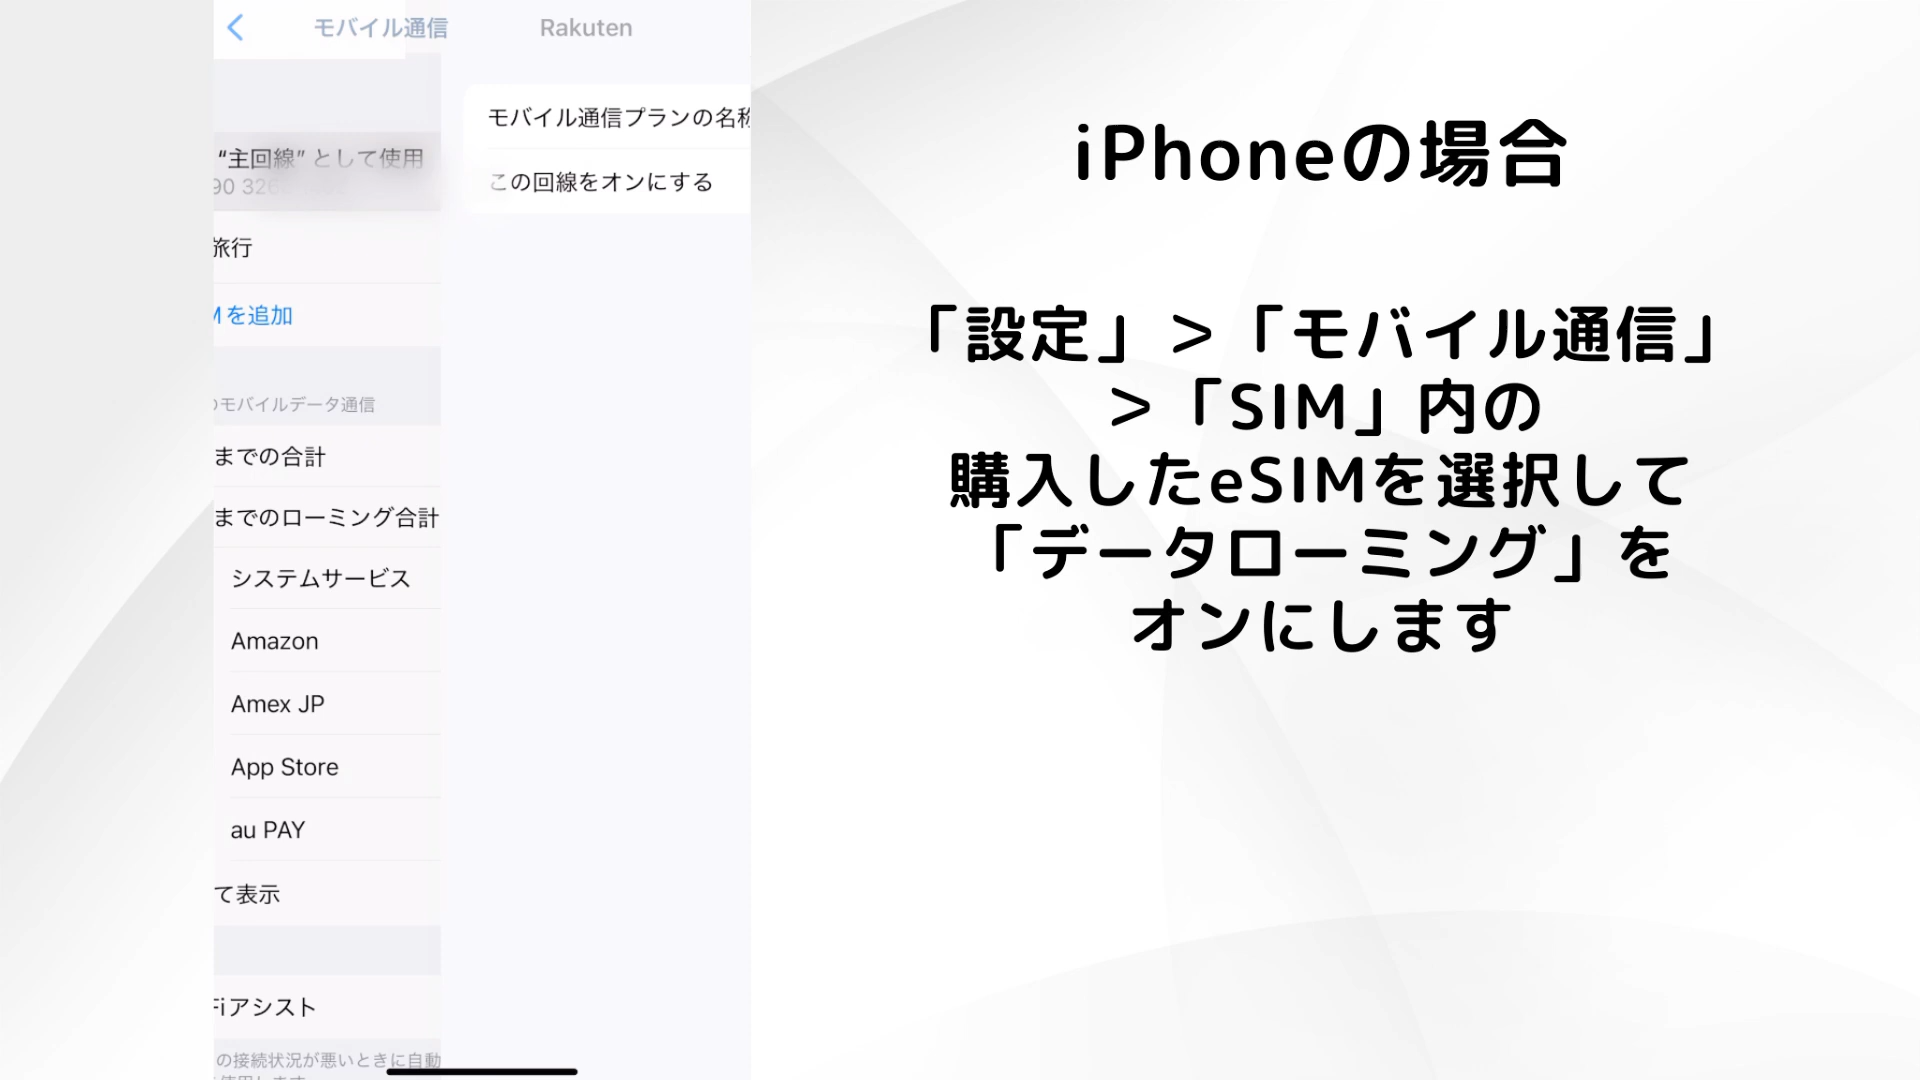 モバイル通信
Rakuten
モバイル通信プランの名称
この回線をオンにする
“主回線” として使用
旅行
Mを追加
のモバイルデータ通信
までの合計
までのローミング合計
システムサービス
Amazon
Amex JP
App Store
au PAY
て表示
Fiアシスト
の接続状況が悪いときに自動
iPhoneの場合
「設定」＞「モバイル通信」
＞「SIM」内の
購入したeSIMを選択して
「データローミング」を
オンにします